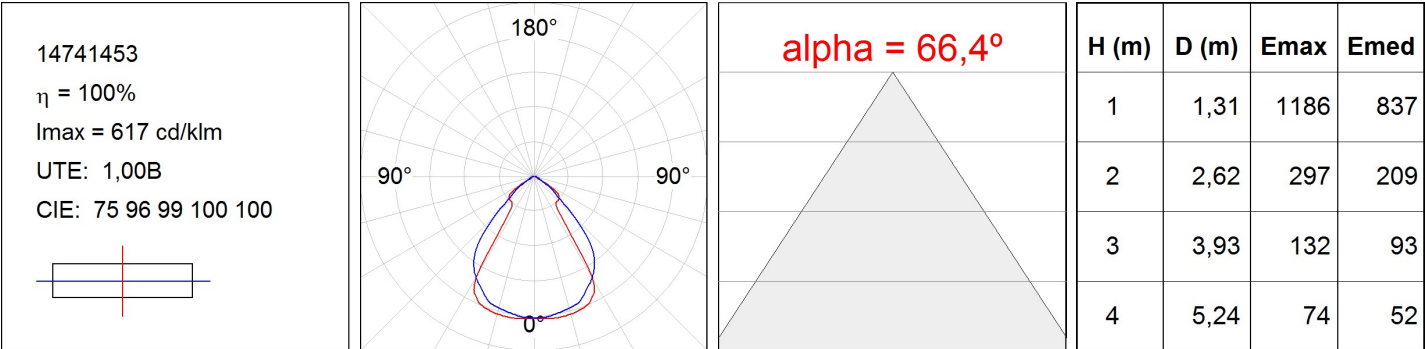 14741453
η = 100%
Imax = 617 cd/klm
UTE: 1,00B
CIE: 75 96 99 100 100
180°
90° 90°
0°
alpha = 66,4º
H (m) D (m) Emax Emed
1 1,31 1186 837
2 2,62 297 209
3 3,93 132 93
4 5,24 74 52